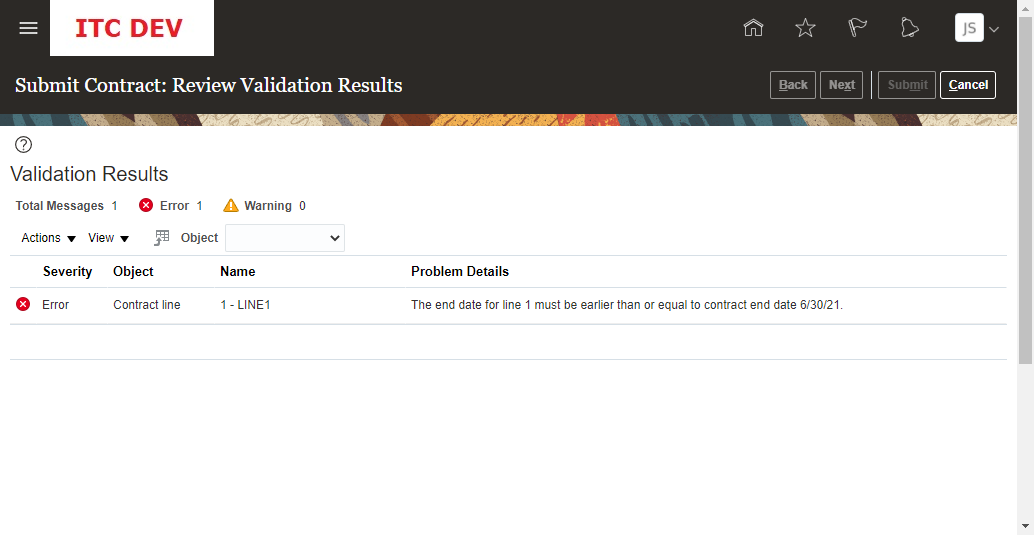 ITC DEV
JS
Submit Contract: Review Validation Results
Back Next Submit Cancel
Validation Results
Total Messages 1 Error 1 Warning 0
Actions View Object
Severity Object Name Problem Details
Error Contract line 1 - LINE1 The end date for line 1 must be earlier than or equal to contract end date 6/30/21.